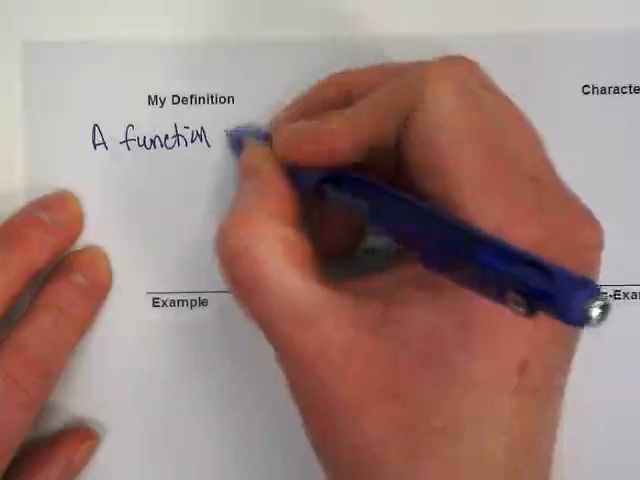 My Definition
Characte
A function
Example
-Exa